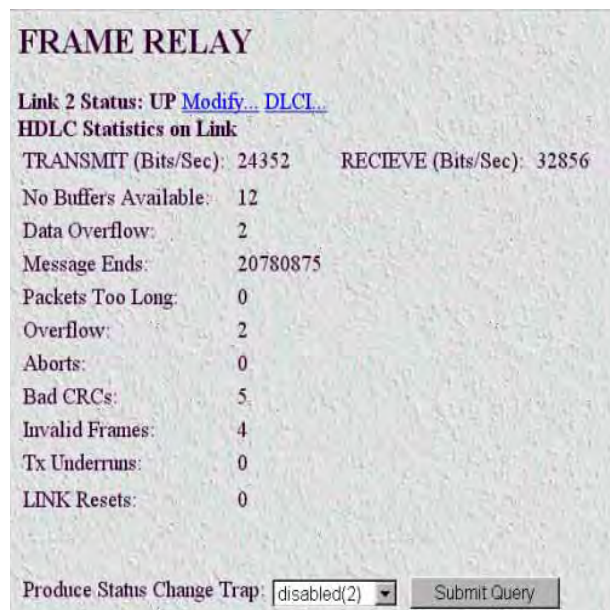 FRAME RELAY
Link 2 Status: UP Modify... DLCI...
HDLC Statistics on Link
TRANSMIT (Bits/Sec): 24352 RECIEVE (Bits/Sec): 32856
No Buffers Available: 12
Data Overflow: 2
Message Ends: 20780875
Packets Too Long: 0
Overflow: 2
Aborts: 0
Bad CRCs: 5
Invalid Frames: 4
Tx Underruns: 0
LINK Resets: 0
Produce Status Change Trap: disabled(2) Submit Query